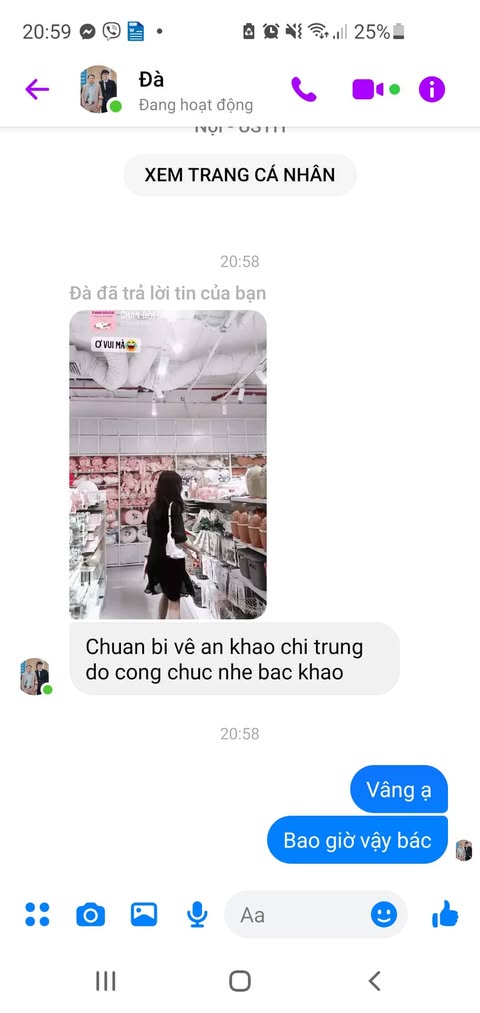 20:59
25%
Đà
Đang hoạt động
XEM TRANG CÁ NHÂN
20:58
Đà đã trả lời tin của bạn
Ơ VUI MÀ
Chuan bi vê an khao chi trung
do cong chuc nhe bac khao
20:58
Vâng ạ
Bao giờ vậy bác
Aa